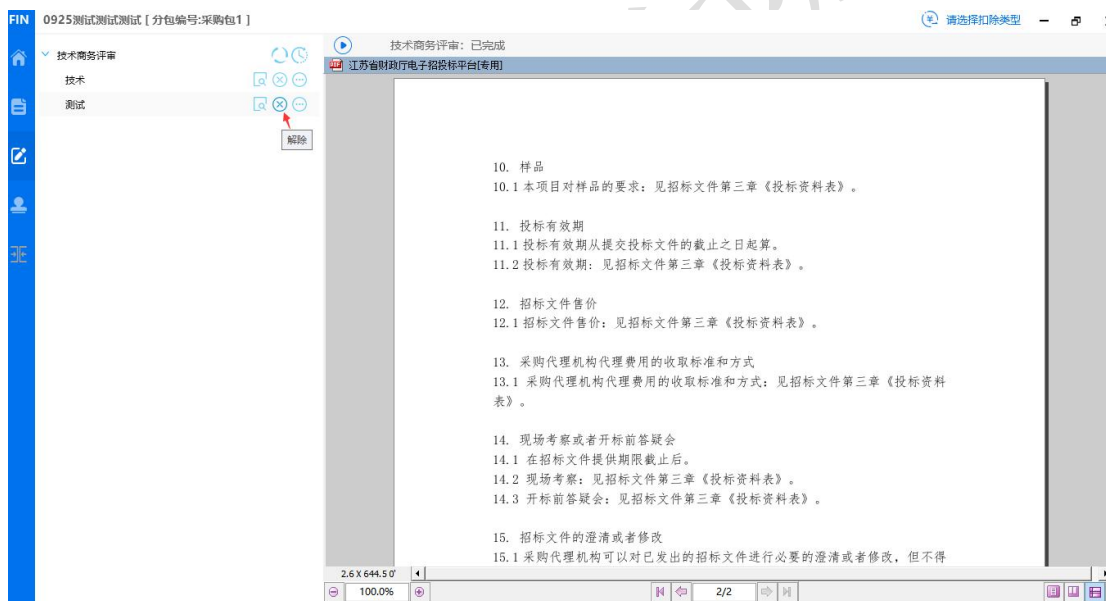 FIN 0925测试测试测试 [ 分包编号:采购包1 ]
请选择扣除类型
技术商务评审
技术商务评审：已完成
江苏省财政厅电子招投标平台[专用]
技术
测试
解除
10. 样品
10.1 本项目对样品的要求：见招标文件第三章《投标资料表》。
11. 投标有效期
11.1 投标有效期从提交投标文件的截止之日起算。
11.2 投标有效期：见招标文件第三章《投标资料表》。
12. 招标文件售价
12.1 招标文件售价：见招标文件第三章《投标资料表》。
13. 采购代理机构代理费用的收取标准和方式
13.1 采购代理机构代理费用的收取标准和方式：见招标文件第三章《投标资料
表》。
14. 现场考察或者开标前答疑会
14.1 在招标文件提供期限截止后。
14.2 现场考察：见招标文件第三章《投标资料表》。
14.3 开标前答疑会：见招标文件第三章《投标资料表》。
15. 招标文件的澄清或者修改
15.1 采购代理机构可以对已发出的招标文件进行必要的澄清或者修改，但不得
2.6 X 644.5 0'
100.0%
2/2